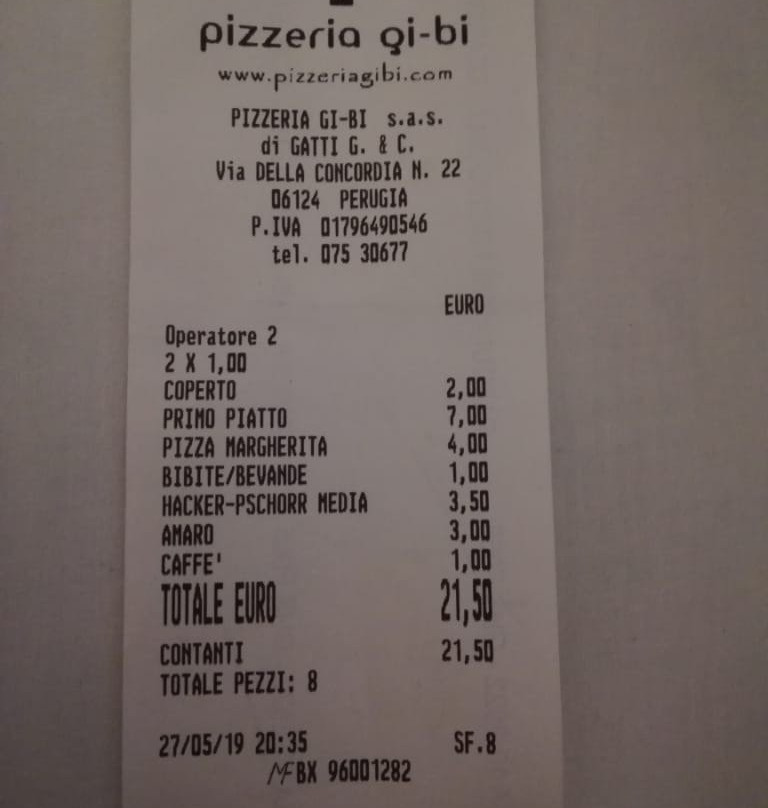 pizzeria gi-bi
www.pizzeriagibi.com
PIZZERIA GI-BI s.a.s.
di GATTI G. & C.
Via DELLA CONCORDIA N. 22
06124 PERUGIA
P.IVA 01796490546
tel. 075 30677
EURO
Operatore 2
2 X 1,00
COPERTO 2,00
PRIMO PIATTO 7,00
PIZZA MARGHERITA 4,00
BIBITE/BEVANDE 1,00
HACKER-PSCHORR MEDIA 3,50
AMARO 3,00
CAFFE' 1,00
TOTALE EURO 21,50
CONTANTI 21,50
TOTALE PEZZI: 8
27/05/19 20:35 SF.8
MFBX 96001282